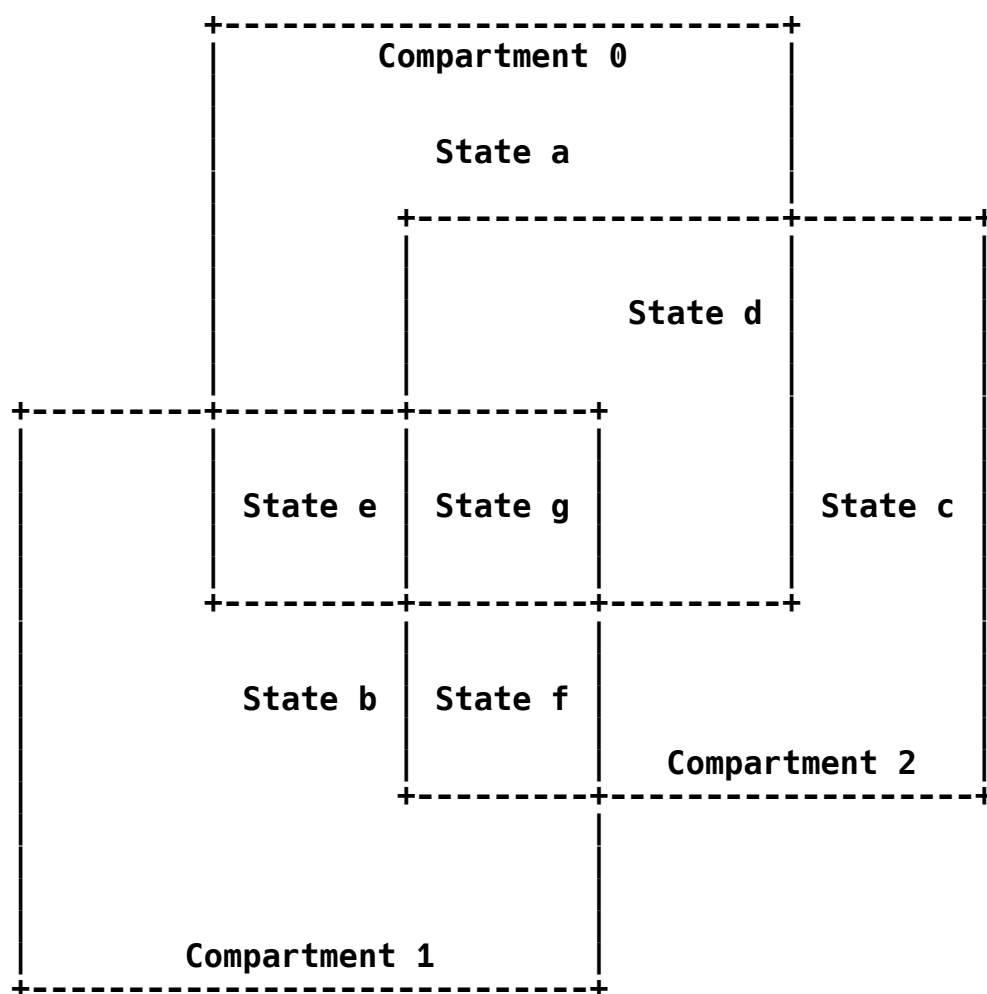 Compartment 0
State a
State d
State e State g State c
State b State f
Compartment 2
Compartment 1